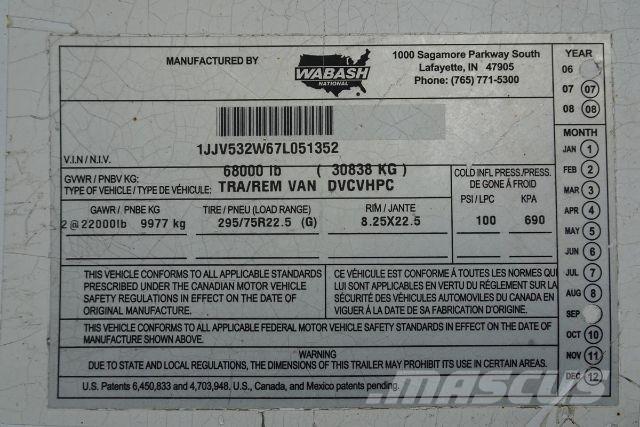 MANUFACTURED BY
WABASH
NATIONAL
1000 Sagamore Parkway South
Lafayette, IN 47905
Phone: (765) 771-5300
YEAR
06
07 07
08 08
1JJV532W67L051352
V.I.N / N.I.V.
GVWR / PNBV KG: 68000 lb ( 30838 KG )
TYPE OF VEHICLE / TYPE DE VÉHICULE: TRA/REM VAN DVCVHPC
COLD INFL PRESS./PRESS.
DE GONE À FROID
GAWR / PNBE KG
TIRE / PNEU (LOAD RANGE)
RIM / JANTE
PSI / LPC
KPA
2@22000lb 9977 kg
295/75R22.5 (G)
8.25X22.5
100
690
THIS VEHICLE CONFORMS TO ALL APPLICABLE STANDARDS
PRESCRIBED UNDER THE CANADIAN MOTOR VEHICLE
SAFETY REGULATIONS IN EFFECT ON THE DATE OF
ORIGINAL MANUFACTURE.
CE VÉHICULE EST CONFORME À TOUTES LES NORMES QUI
LUI SONT APPLICABLES EN VERTU DU RÉGLEMENT SUR LA
SÉCURITÉ DES VÉHICULES AUTOMOBILES DU CANADA EN
VIGUER À LA DATE DE SA FABRICATION D'ORIGINE.
THIS VEHICLE CONFORMS TO ALL APPLICABLE FEDERAL MOTOR VEHICLE SAFETY STANDARDS IN EFFECT ON THE DATE OF
MANUFACTURE SHOWN ABOVE.
WARNING
DUE TO STATE AND LOCAL REGULATIONS, THE DIMENSIONS OF THIS TRAILER MAY PROHIBIT ITS USE IN CERTAIN AREAS.
U.S. Patents 6,450,833 and 4,703,948, U.S., Canada, and Mexico patents pending.
MONTH
JAN 1
FEB 2
MAR 3
APR 4
MAY 5
JUN 6
JUL 7
AUG 8
SEP
OCT 10
NOV 11
DEC 12
MASCUS